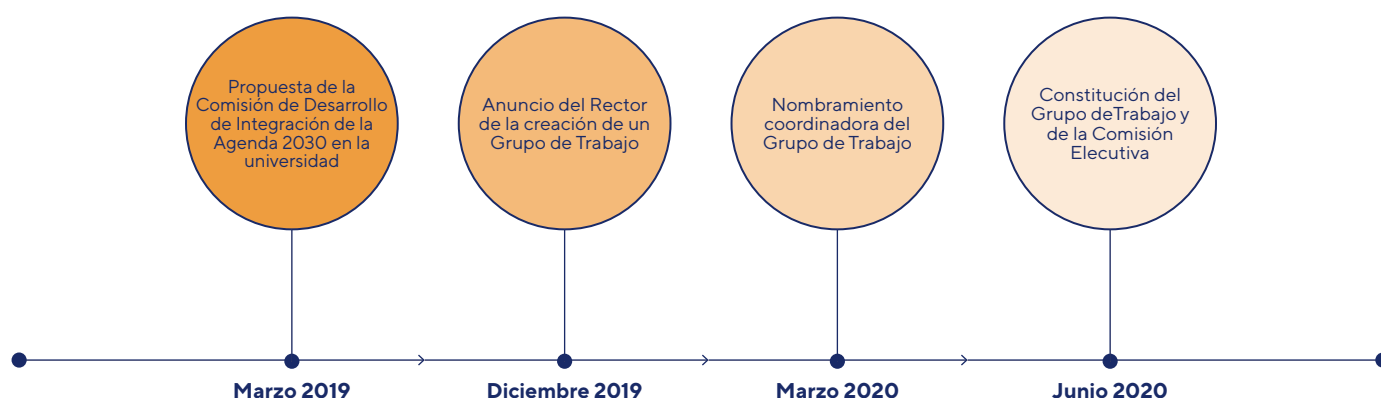 Propuesta de la
Comisión de Desarrollo
de Integración de la
Agenda 2030 en la
universidad
Anuncio del Rector
de la creación de un
Grupo de Trabajo
Nombramiento
coordinadora del
Grupo de Trabajo
Constitución del
Grupo deTrabajo y
de la Comisión
Elecutiva
Marzo 2019
Diciembre 2019
Marzo 2020
Junio 2020